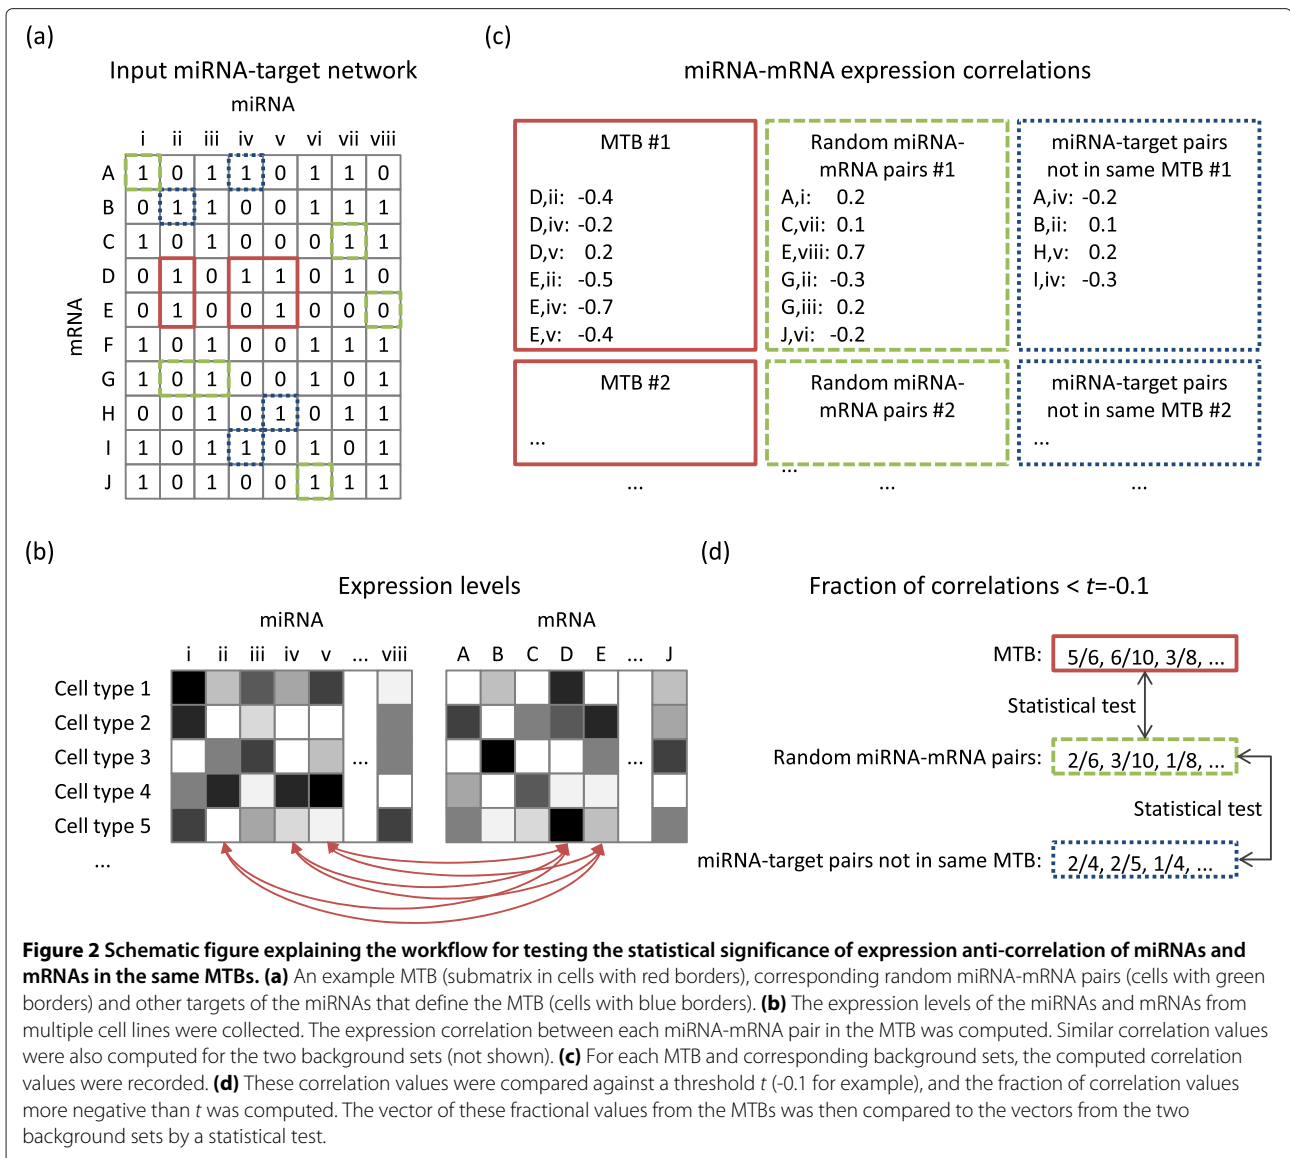 (a)
Input miRNA-target network
miRNA
i ii iii iv v vi vii viii
mRNA
A 1 0 1 1 0 1 1 0
B 0 1 1 0 0 1 1 1
C 1 0 1 0 0 0 1 1
D 0 1 0 1 1 0 1 0
E 0 1 0 0 1 0 0 0
F 1 0 1 0 0 1 1 1
G 1 0 1 0 0 1 0 1
H 0 0 1 0 1 0 1 1
I 1 0 1 1 0 1 0 1
J 1 0 1 0 0 1 1 1
(c)
miRNA-mRNA expression correlations
MTB #1
D,ii: -0.4
D,iv: -0.2
D,v: 0.2
E,ii: -0.5
E,iv: -0.7
E,v: -0.4
Random miRNA-
mRNA pairs #1
A,i: 0.2
C,vii: 0.1
E,viii: 0.7
G,ii: -0.3
G,iii: 0.2
J,vi: -0.2
miRNA-target pairs
not in same MTB #1
A,iv: -0.2
B,ii: 0.1
H,v: 0.2
I,iv: -0.3
MTB #2
...
Random miRNA-
mRNA pairs #2
...
miRNA-target pairs
not in same MTB #2
...
... ... ...
(b)
Expression levels
miRNA
i ii iii iv v ... viii
mRNA
A B C D E ... J
Cell type 1
Cell type 2
Cell type 3 ... ...
Cell type 4
Cell type 5
...
(d)
Fraction of correlations < t=-0.1
MTB: 5/6, 6/10, 3/8, ...
Statistical test
Random miRNA-mRNA pairs: 2/6, 3/10, 1/8, ...
Statistical test
miRNA-target pairs not in same MTB: 2/4, 2/5, 1/4, ...
Figure 2 Schematic figure explaining the workflow for testing the statistical significance of expression anti-correlation of miRNAs and
mRNAs in the same MTBs. (a) An example MTB (submatrix in cells with red borders), corresponding random miRNA-mRNA pairs (cells with green
borders) and other targets of the miRNAs that define the MTB (cells with blue borders). (b) The expression levels of the miRNAs and mRNAs from
multiple cell lines were collected. The expression correlation between each miRNA-mRNA pair in the MTB was computed. Similar correlation values
were also computed for the two background sets (not shown). (c) For each MTB and corresponding background sets, the computed correlation
values were recorded. (d) These correlation values were compared against a threshold t (-0.1 for example), and the fraction of correlation values
more negative than t was computed. The vector of these fractional values from the MTBs was then compared to the vectors from the two
background sets by a statistical test.